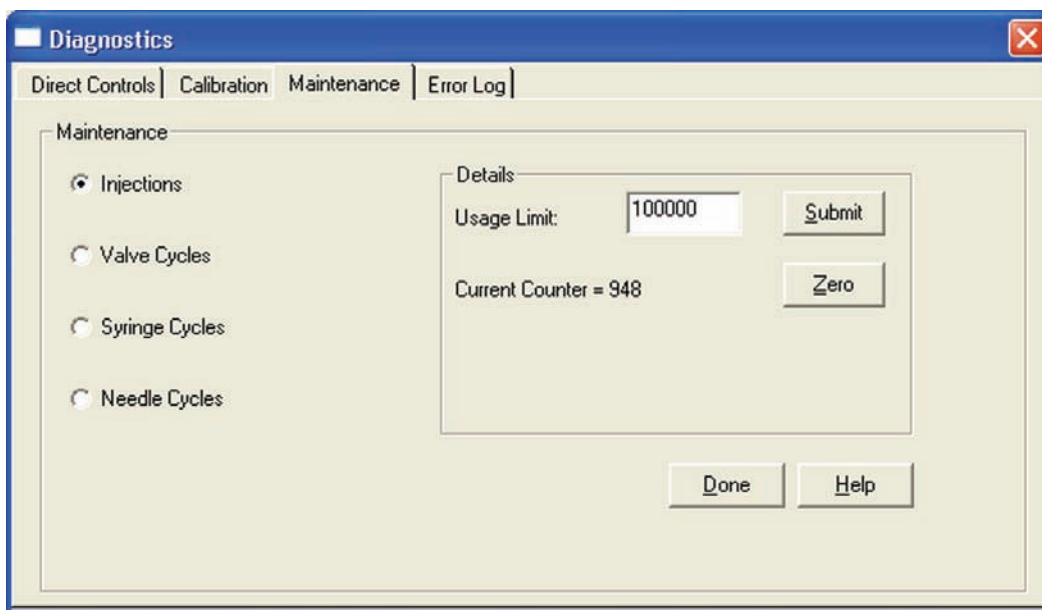 Diagnostics
Direct Controls Calibration Maintenance Error Log
Maintenance
Injections
Valve Cycles
Syringe Cycles
Needle Cycles
Details
Usage Limit: 100000 Submit
Current Counter = 948 Zero
Done Help